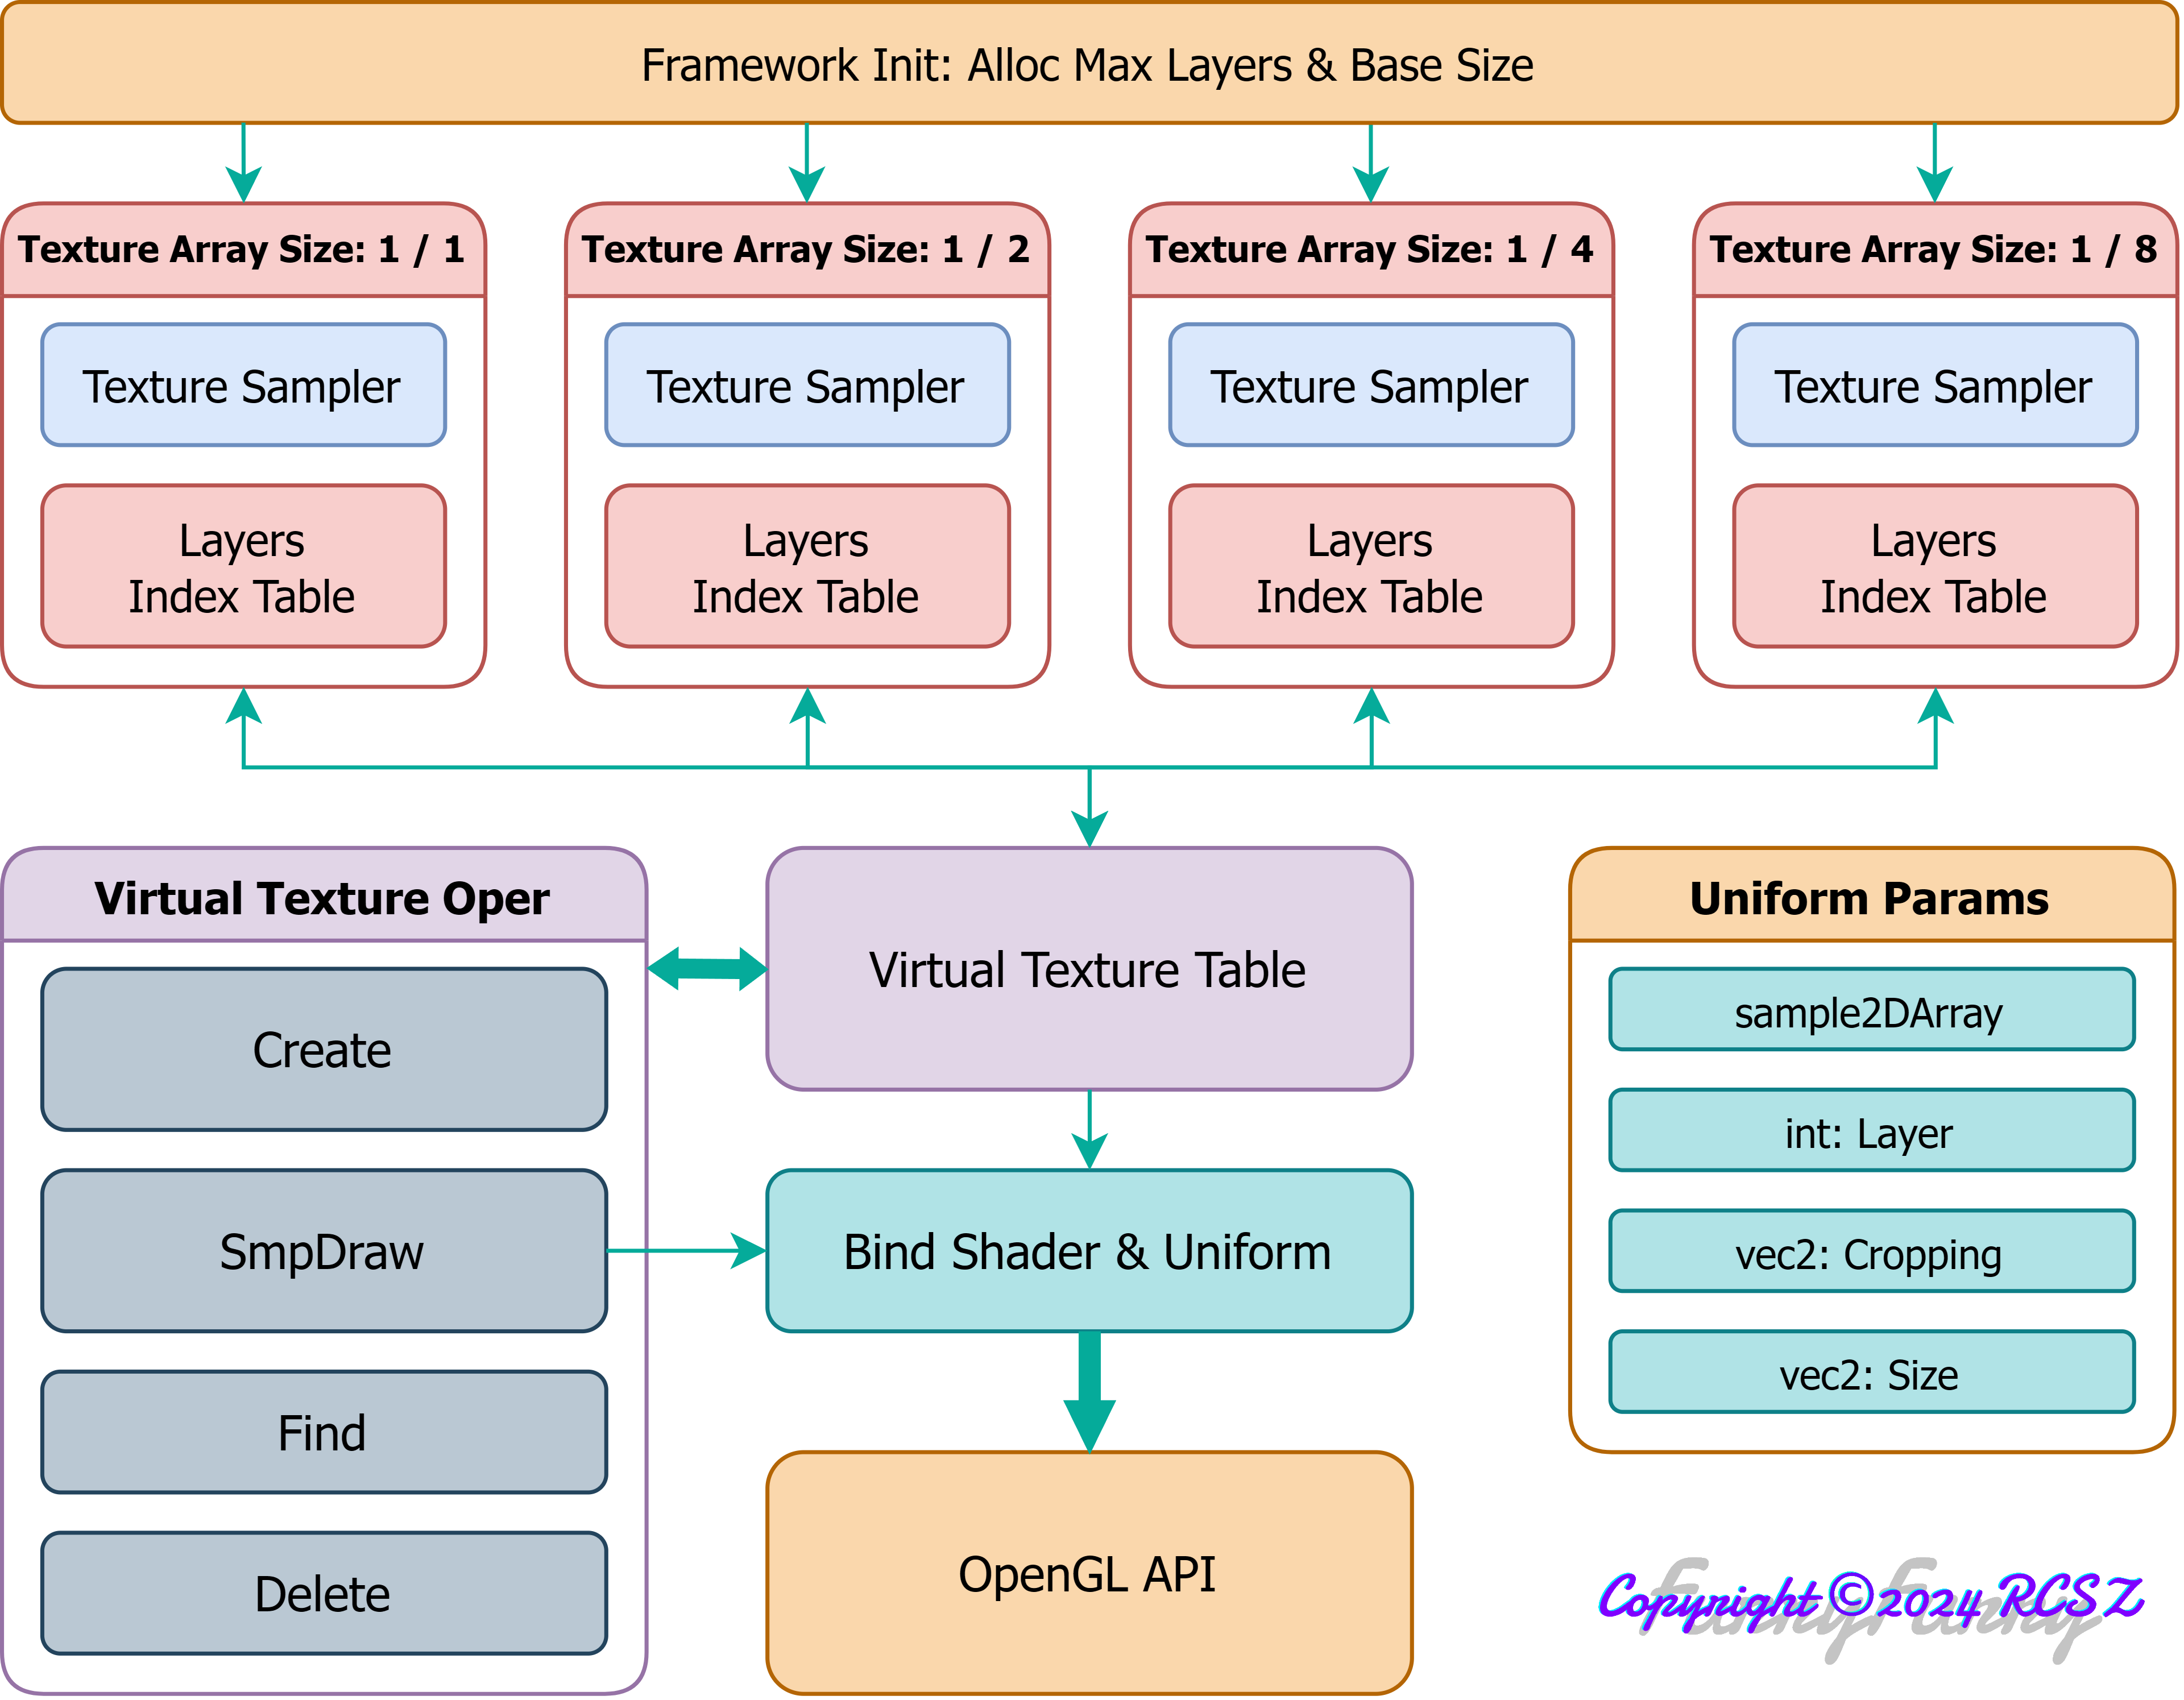 Framework Init: Alloc Max Layers & Base Size
Texture Array Size: 1 / 1
Texture Sampler
Layers
Index Table
Texture Array Size: 1 / 2
Texture Sampler
Layers
Index Table
Texture Array Size: 1 / 4
Texture Sampler
Layers
Index Table
Texture Array Size: 1 / 8
Texture Sampler
Layers
Index Table
Virtual Texture Oper
Create
SmpDraw
Find
Delete
Virtual Texture Table
Bind Shader & Uniform
OpenGL API
Uniform Params
sample2DArray
int: Layer
vec2: Cropping
vec2: Size
Copyright ©2024 RCSZ